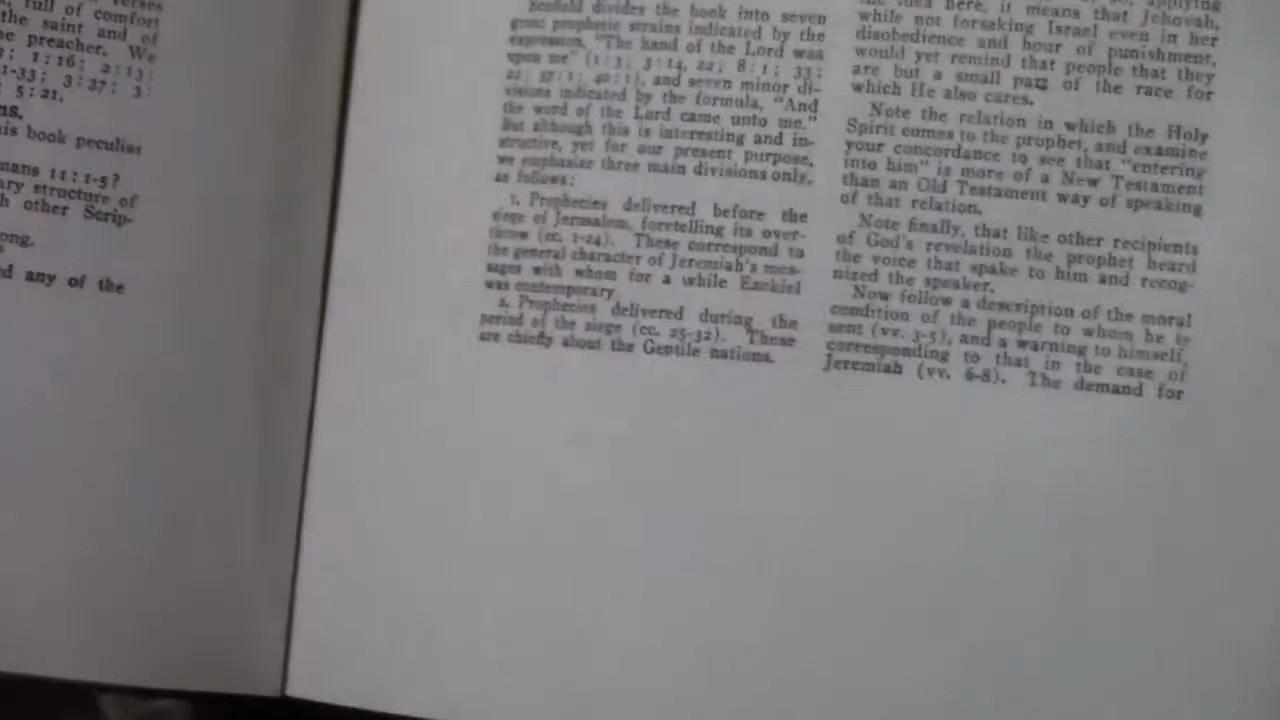 verses
full of comfort
the saint and of
he preacher. We
1:16; 2:13;
1-33; 3:37; 3:
5:21.
ns.
is book peculiar
mans 11:1-5?
ary structure of
h other Scrip-
ong.
d any of the
Scofield divides the book into seven
great prophetic strains indicated by the
expression, "The hand of the Lord was
upon me" (1:3; 3:14, 22; 8:1; 33:
22; 37:1; 40:1), and seven minor di-
visions indicated by the formula, "And
the word of the Lord came unto me."
But although this is interesting and in-
structive, yet for our present purpose,
we emphasize three main divisions only,
as follows:
1. Prophecies delivered before the
siege of Jerusalem, foretelling its over-
throw (cc. 1-24). These correspond to
the general character of Jeremiah's mes-
sages with whom for a while Ezekiel
was contemporary.
2. Prophecies delivered during the
period of the siege (cc. 25-32). These
are chiefly about the Gentile nations.
applying
the idea here, it means that Jehovah,
while not forsaking Israel even in her
disobedience and hour of punishment,
would yet remind that people that they
are but a small part of the race for
which He also cares.
Note the relation in which the Holy
Spirit comes to the prophet, and examine
your concordance to see that "entering
into him" is more of a New Testament
than an Old Testament way of speaking
of that relation.
Note finally, that like other recipients
of God's revelation the prophet heard
the voice that spake to him and recog-
nized the speaker.
Now follow a description of the moral
condition of the people to whom he is
sent (vv. 3-5), and a warning to himself,
corresponding to that in the case of
Jeremiah (vv. 6-8). The demand for